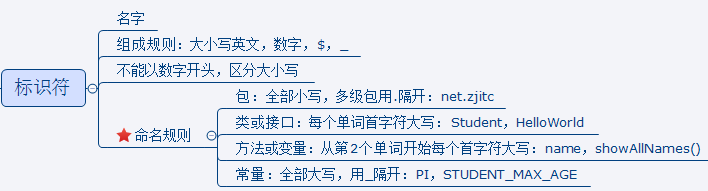 标识符
名字
组成规则：大小写英文，数字，$，_
不能以数字开头，区分大小写
命名规则
包：全部小写，多级包用.隔开：net.zjitc
类或接口：每个单词首字符大写：Student，HelloWorld
方法或变量：从第2个单词开始每个首字符大写：name，showAllNames()
常量：全部大写，用_隔开：PI，STUDENT_MAX_AGE